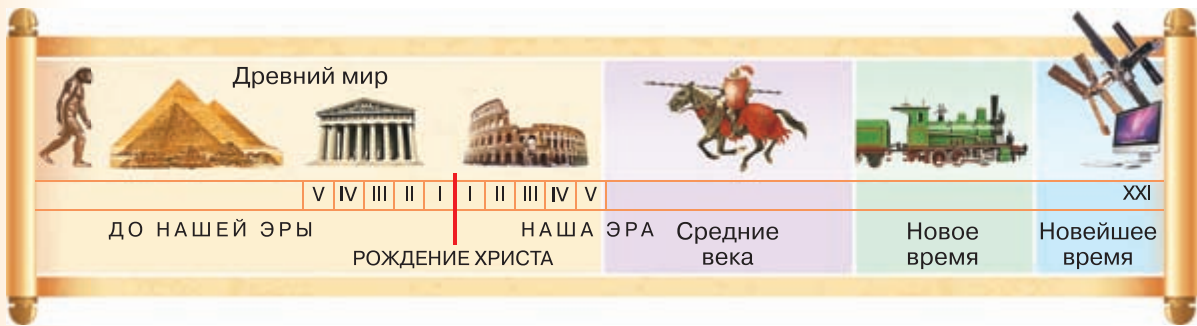 Древний мир
V IV III II I I II III IV V XXI
ДО НАШЕЙ ЭРЫ НАША ЭРА
РОЖДЕНИЕ ХРИСТА
Средние
века
Новое
время
Новейшее
время